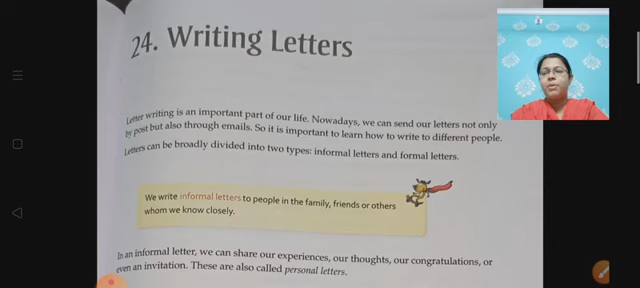 24. Writing Letters
Letter writing is an important part of our life. Nowadays, we can send our letters not only
by post but also through emails. So it is important to learn how to write to different people.
Letters can be broadly divided into two types: informal letters and formal letters.
We write informal letters to people in the family, friends or others
whom we know closely.
In an informal letter, we can share our experiences, our thoughts, our congratulations, or
even an invitation. These are also called personal letters.